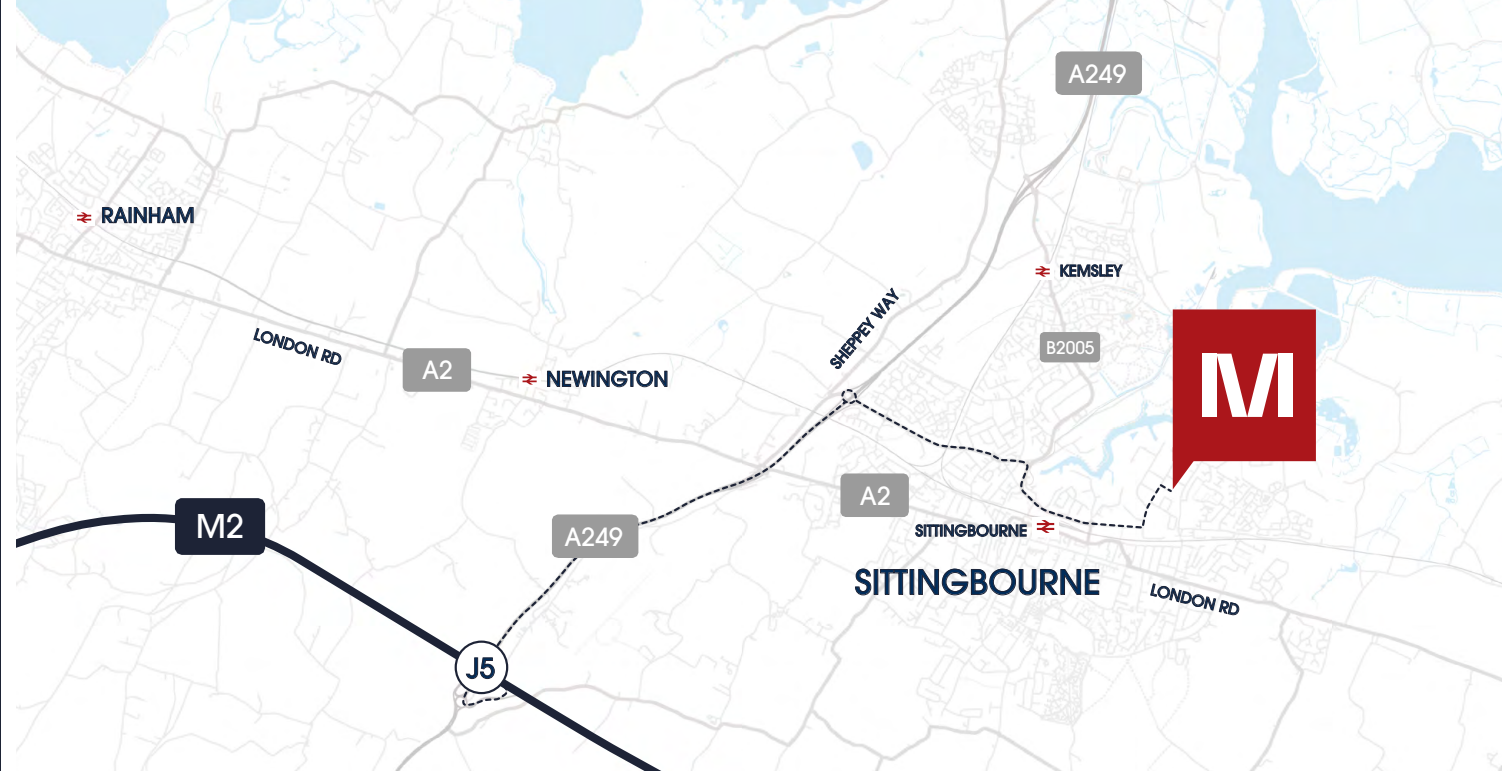 A249
RAINHAM
KEMSLEY
SHEPPEY WAY
LONDON RD
B2005
A2
NEWINGTON
M
A2
M2
A249
SITTINGBOURNE
SITTINGBOURNE
LONDON RD
J5